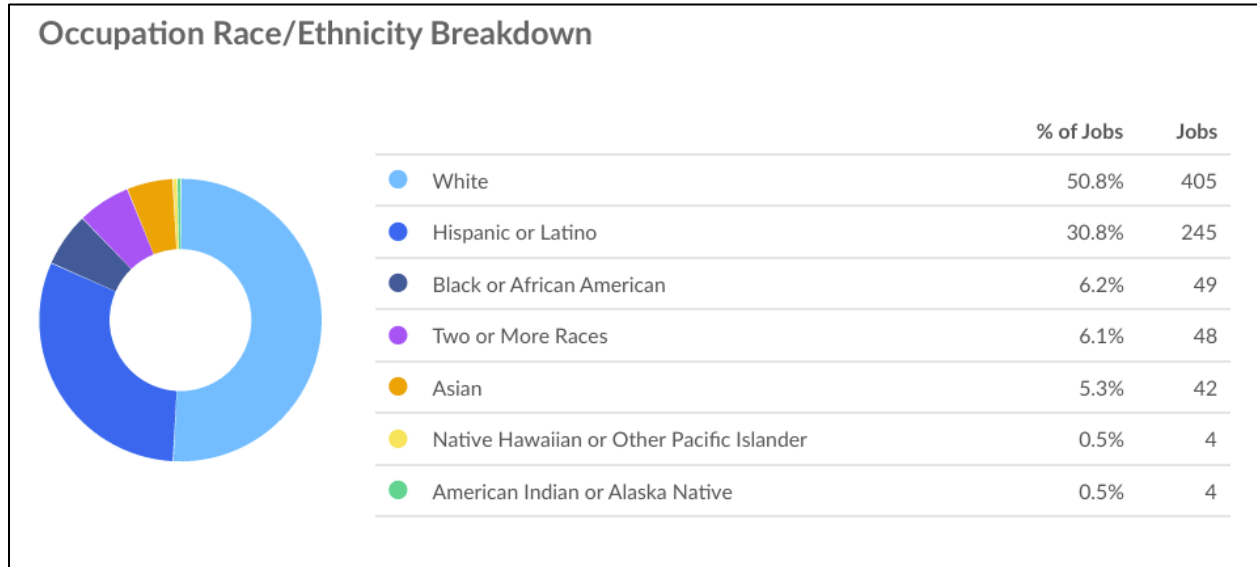 Occupation Race/Ethnicity Breakdown
% of Jobs Jobs
White 50.8% 405
Hispanic or Latino 30.8% 245
Black or African American 6.2% 49
Two or More Races 6.1% 48
Asian 5.3% 42
Native Hawaiian or Other Pacific Islander 0.5% 4
American Indian or Alaska Native 0.5% 4